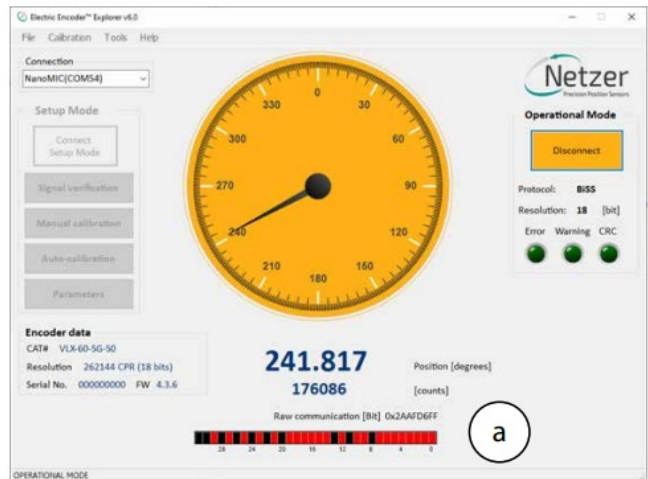 Electric Encoder™ Explorer v6.0
File Calibration Tools Help
Connection
NanoMIC(COM54)
Setup Mode
Connect
Setup Mode
Signal verification
Manual calibration
Auto-calibration
Parameters
0
30
60
90
120
150
180
210
240
270
300
330
Netzer
Precision Position Sensors
Operational Mode
Disconnect
Protocol: BiSS
Resolution: 18 [bit]
Error Warning CRC
Encoder data
CAT# VLX-60-SG-S0
Resolution 262144 CPR (18 bits)
Serial No. 000000000 FW 4.3.6
241.817 Position [degrees]
176086 [counts]
Raw communication [Bit] 0x2AAFD6FF
28 24 20 16 12 8 4 0
a
OPERATIONAL MODE